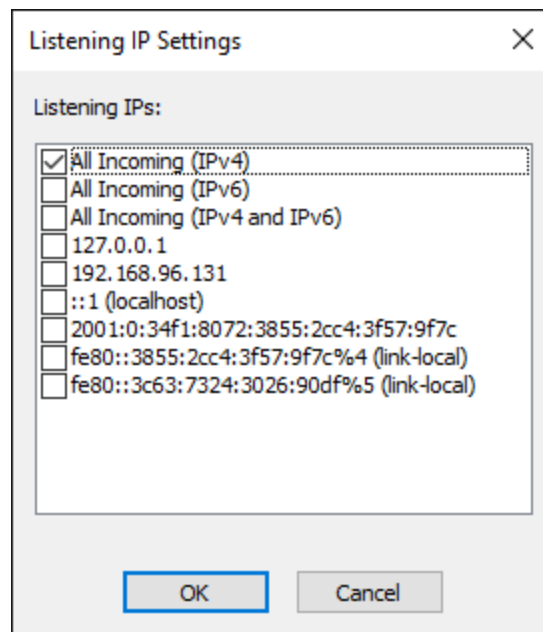 Listening IP Settings
Listening IPs:
All Incoming (IPv4)
All Incoming (IPv6)
All Incoming (IPv4 and IPv6)
127.0.0.1
192.168.96.131
::1 (localhost)
2001:0:34f1:8072:3855:2cc4:3f57:9f7c
fe80::3855:2cc4:3f57:9f7c%4 (link-local)
fe80::3c63:7324:3026:90df%5 (link-local)
OK
Cancel